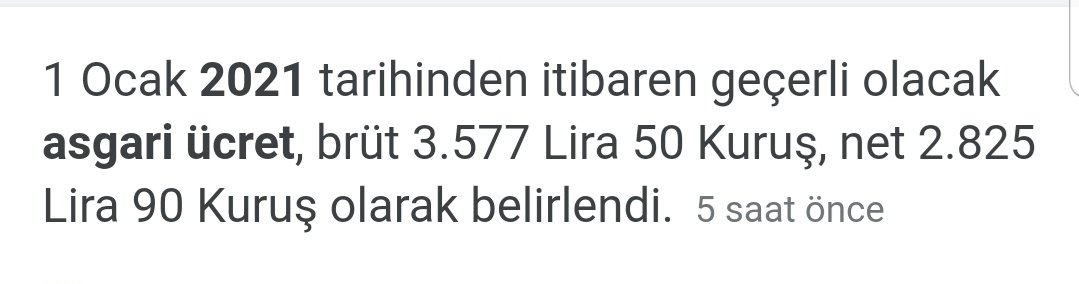 1 Ocak 2021 tarihinden itibaren geçerli olacak
asgari ücret, brüt 3.577 Lira 50 Kuruş, net 2.825
Lira 90 Kuruş olarak belirlendi. 5 saat önce